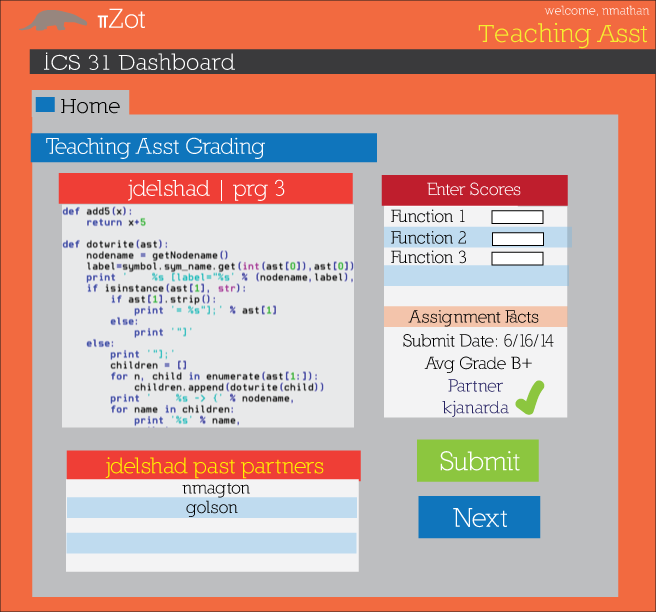 πZot
welcome, nmathan
Teaching Asst
ICS 31 Dashboard
Home
Teaching Asst Grading
jdelshad | prg 3
def add5(x):
    return x+5
def dotwrite(ast):
    nodename = getNodename()
    label=symbol.sym_name.get(int(ast[0]),ast[0])
    print '    %s [label="%s' % (nodename,label),
    if isinstance(ast[1], str):
        if ast[1].strip():
            print '= %s"];' % ast[1]
        else:
            print '"]'
    else:
        print '"];'
        children = []
        for n, child in enumerate(ast[1:]):
            children.append(dotwrite(child))
        print '    %s -> {' % nodename,
        for name in children:
            print '%s' % name,
Enter Scores
Function 1
Function 2
Function 3
Assignment Facts
Submit Date: 6/16/14
Avg Grade B+
Partner
kjanarda
jdelshad past partners
nmagton
golson
Submit
Next